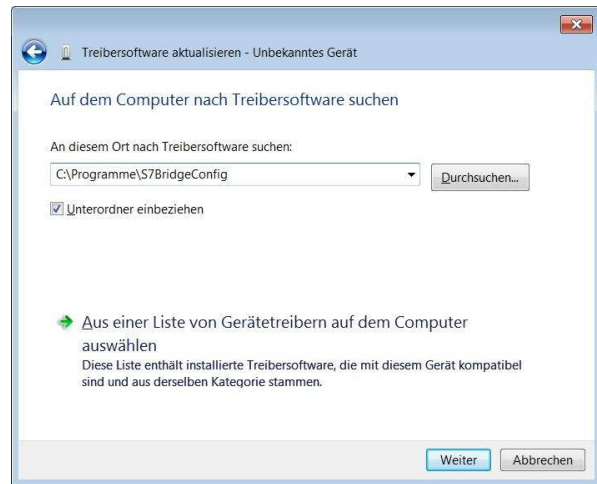 Treibersoftware aktualisieren - Unbekanntes Gerät
Auf dem Computer nach Treibersoftware suchen
An diesem Ort nach Treibersoftware suchen:
C:\Programme\S7BridgeConfig
Durchsuchen...
Unterordner einbeziehen
Aus einer Liste von Gerätetreibern auf dem Computer
auswählen
Diese Liste enthält installierte Treibersoftware, die mit diesem Gerät kompatibel
sind und aus derselben Kategorie stammen.
Weiter
Abbrechen